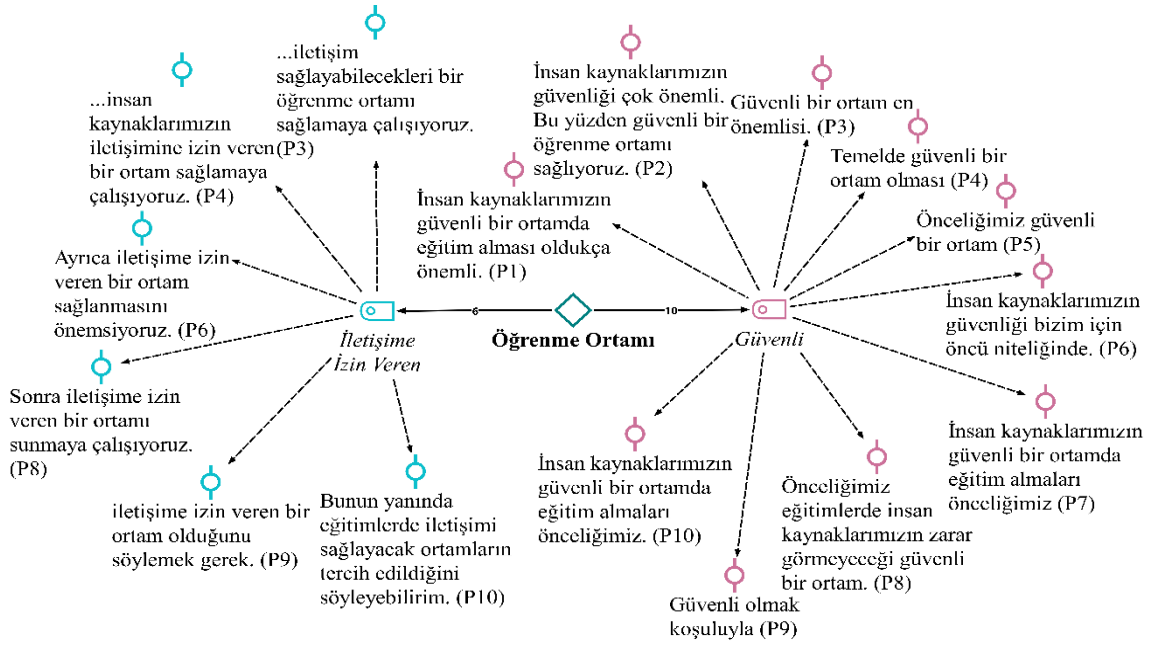 ...insan
kaynaklarımızın
iletişimine izin veren
bir ortam sağlamaya
çalışıyoruz. (P4)
...iletişim
sağlayabilecekleri bir
öğrenme ortamı
sağlamaya çalışıyoruz.
(P3)
Ayrıca iletişime izin
veren bir ortam
sağlanmasını
önemsiyoruz. (P6)
Sonra iletişime izin
veren bir ortamı
sunmaya çalışıyoruz.
(P8)
iletişime izin veren bir
ortam olduğunu
söylemek gerek. (P9)
Bunun yanında
eğitimlerde iletişimi
sağlayacak ortamların
tercih edildiğini
söyleyebilirim. (P10)
İletişime
İzin Veren
6
Öğrenme Ortamı
10
Güvenli
İnsan kaynaklarımızın
güvenli bir ortamda
eğitim alması oldukça
önemli. (P1)
İnsan kaynaklarımızın
güvenliği çok önemli.
Bu yüzden güvenli bir
öğrenme ortamı
sağlıyoruz. (P2)
Güvenli bir ortam en
önemlisi. (P3)
Temelde güvenli bir
ortam olması (P4)
Önceliğimiz güvenli
bir ortam (P5)
İnsan kaynaklarımızın
güvenliği bizim için
öncü niteliğinde. (P6)
İnsan kaynaklarımızın
güvenli bir ortamda
eğitim almaları
önceliğimiz (P7)
Önceliğimiz
eğitimlerde insan
kaynaklarımızın zarar
görmeyeceği güvenli
bir ortam. (P8)
Güvenli olmak
koşuluyla (P9)
İnsan kaynaklarımızın
güvenli bir ortamda
eğitim almaları
önceliğimiz. (P10)